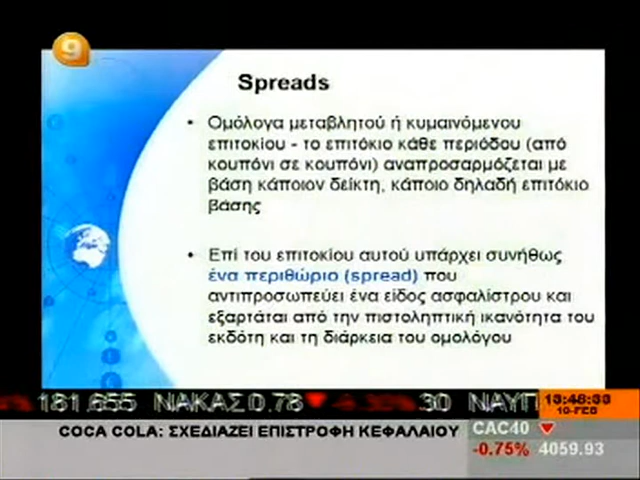 9
Spreads
• Ομόλογα μεταβλητού ή κυμαινόμενου
επιτοκίου - το επιτόκιο κάθε περιόδου (από
κουπόνι σε κουπόνι) αναπροσαρμόζεται με
βάση κάποιον δείκτη, κάποιο δηλαδή επιτόκιο
βάσης
• Επί του επιτοκίου αυτού υπάρχει συνήθως
ένα περιθώριο (spread) που
αντιπροσωπεύει ένα είδος ασφαλίστρου και
εξαρτάται από την πιστοληπτική ικανότητα του
εκδότη και τη διάρκεια του ομολόγου
181,655 ΝΑΚΑΣ 0.78 30 ΝΑΥΠ
13:48:33
10-FEB
COCA COLA: ΣΧΕΔΙΑΖΕΙ ΕΠΙΣΤΡΟΦΗ ΚΕΦΑΛΑΙΟΥ
CAC40
-0.75% 4059.93